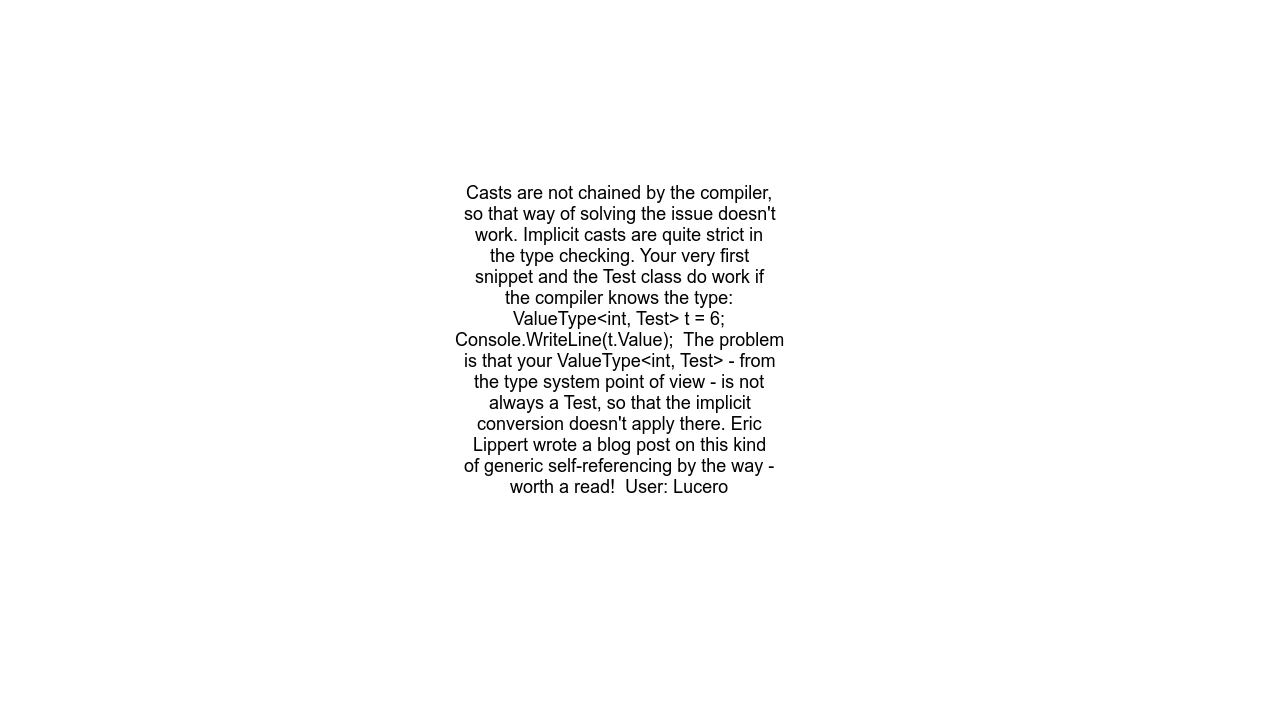 Casts are not chained by the compiler,
so that way of solving the issue doesn't
work. Implicit casts are quite strict in
the type checking. Your very first
snippet and the Test class do work if
the compiler knows the type:
ValueType<int, Test> t = 6;
Console.WriteLine(t.Value);  The problem
is that your ValueType<int, Test> - from
the type system point of view - is not
always a Test, so that the implicit
conversion doesn't apply there. Eric
Lippert wrote a blog post on this kind
of generic self-referencing by the way -
worth a read!  User: Lucero